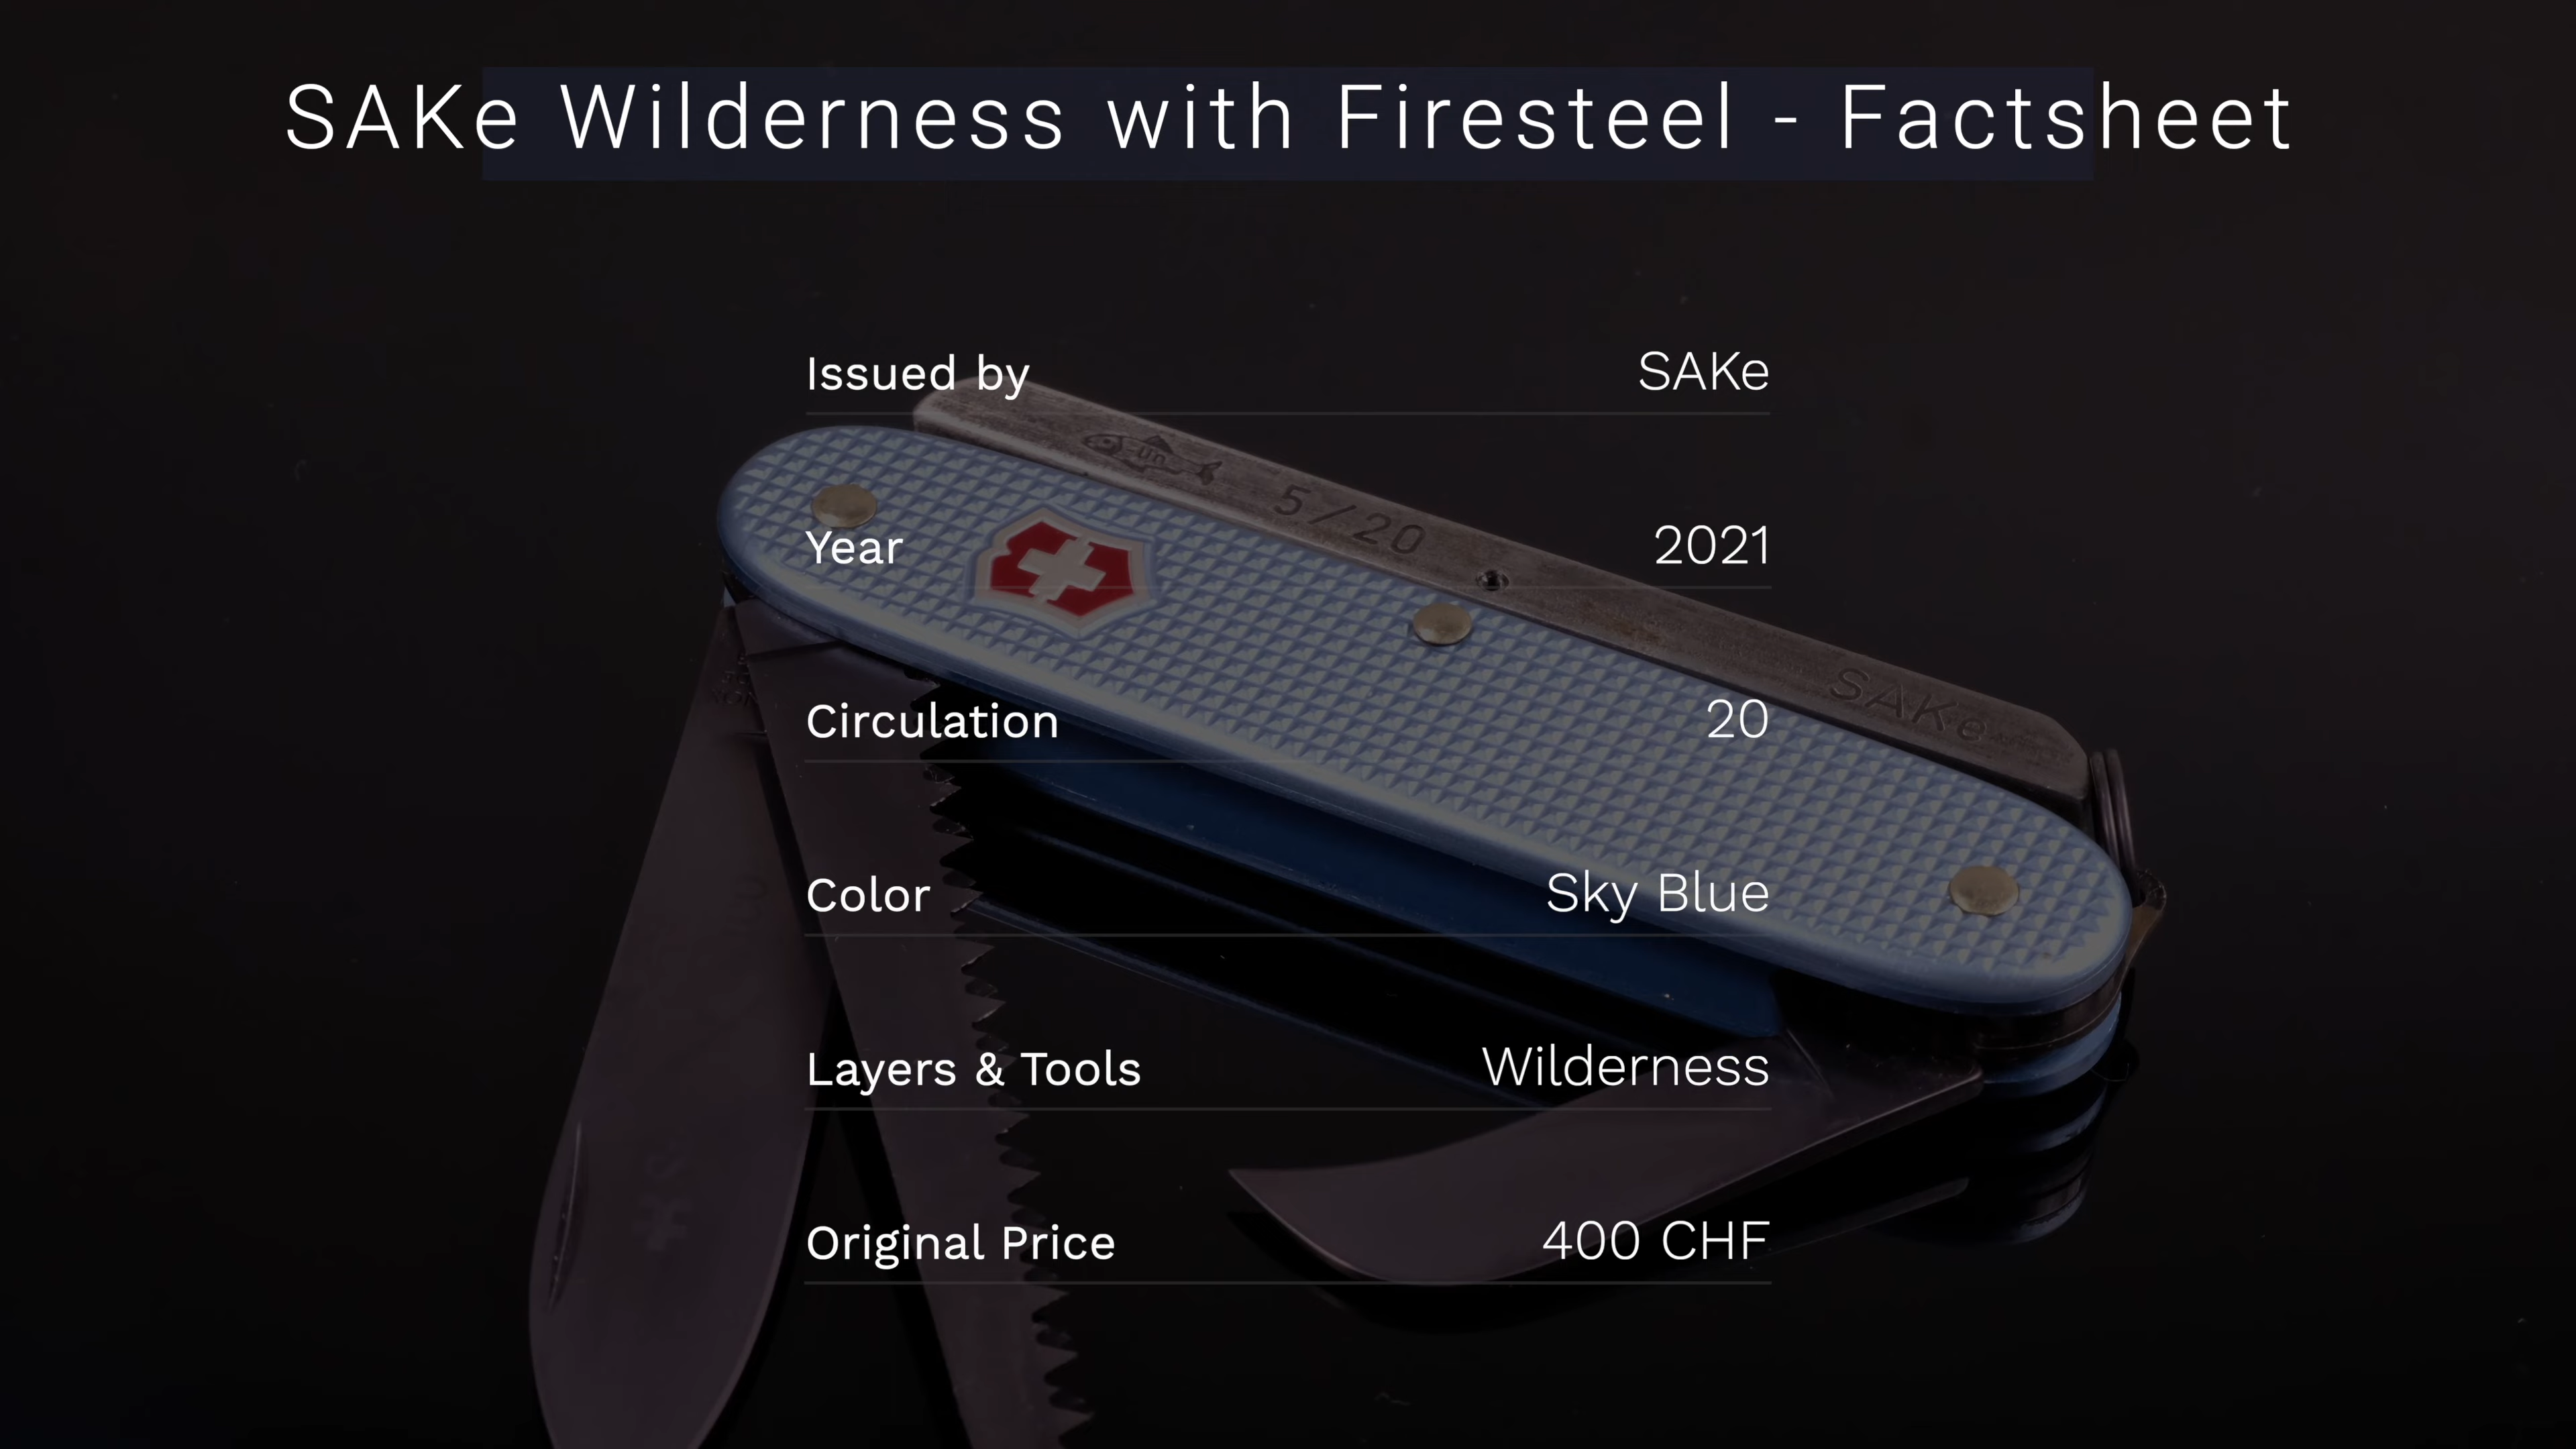 SAKe Wilderness with Firesteel - Factsheet
Issued by SAKe
un 5/20
Year 2021
SAKe
Circulation 20
Color Sky Blue
Layers & Tools Wilderness
Original Price 400 CHF